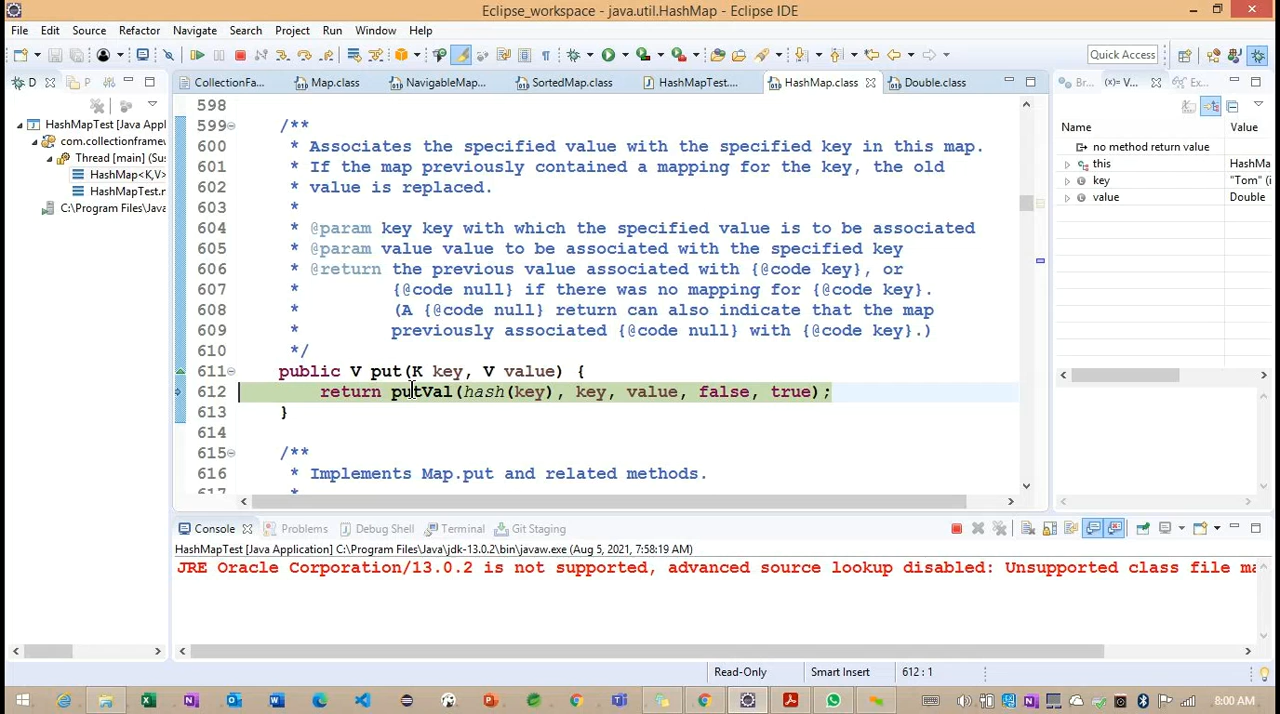 Eclipse_workspace - java.util.HashMap - Eclipse IDE
File Edit Source Refactor Navigate Search Project Run Window Help
Quick Access
D P
CollectionFa... Map.class NavigableMap... SortedMap.class HashMapTest.... HashMap.class Double.class
Br... (x)= V... Ex
HashMapTest [Java Appl
com.collectionframew
Thread [main] (Sus
HashMap<K,V>
HashMapTest.r
C:\Program Files\Java
598
599 /**
600 * Associates the specified value with the specified key in this map.
601 * If the map previously contained a mapping for the key, the old
602 * value is replaced.
603 *
604 * @param key key with which the specified value is to be associated
605 * @param value value to be associated with the specified key
606 * @return the previous value associated with {@code key}, or
607 * {@code null} if there was no mapping for {@code key}.
608 * (A {@code null} return can also indicate that the map
609 * previously associated {@code null} with {@code key}.)
610 */
611 public V put(K key, V value) {
612 return putVal(hash(key), key, value, false, true);
613 }
614
615 /**
616 * Implements Map.put and related methods.
617 *
Name Value
no method return value
this HashMa
key "Tom" (i
value Double
Console Problems Debug Shell Terminal Git Staging
HashMapTest [Java Application] C:\Program Files\Java\jdk-13.0.2\bin\javaw.exe (Aug 5, 2021, 7:58:19 AM)
JRE Oracle Corporation/13.0.2 is not supported, advanced source lookup disabled: Unsupported class file ma
Read-Only Smart Insert 612 : 1
8:00 AM